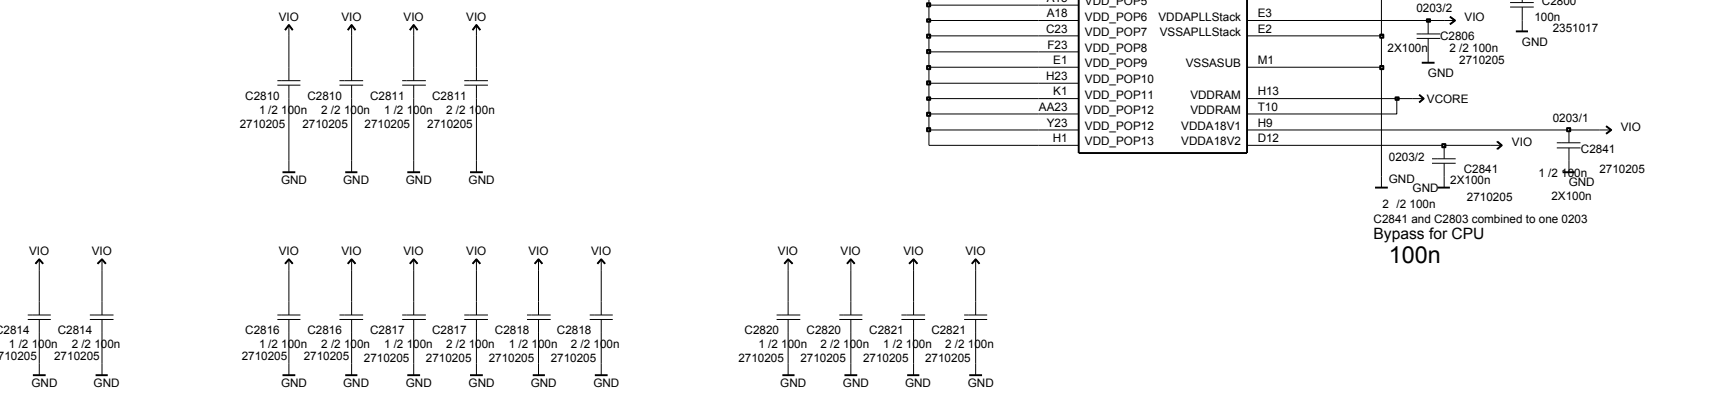 VIO VIO VIO VIO
C2810 C2810 C2811 C2811
1 /2 100n 2 /2 100n 1 /2 100n 2 /2 100n
2710205 2710205 2710205 2710205
GND GND GND GND
VDD_POP5
A18 VDD_POP6 VDDAPLLStack E3
C23 VDD_POP7 VSSAPLLStack E2
F23 VDD_POP8
E1 VDD_POP9 VSSASUB M1
H23 VDD_POP10
K1 VDD_POP11 VDDRAM H13
AA23 VDD_POP12 VDDRAM T10
Y23 VDD_POP12 VDDA18V1 H9
H1 VDD_POP13 VDDA18V2 D12
0203/2
VIO
C2806
2X100n 2 /2 100n
2710205
GND
C2800
100n
2351017
GND
VCORE
0203/1
VIO
C2841
2710205
1 /2 100n
GND
2X100n
VIO
0203/2
C2841
GND 2X100n
GND 2710205
2 /2 100n
C2841 and C2803 combined to one 0203
Bypass for CPU
100n
VIO VIO VIO VIO VIO VIO VIO VIO VIO VIO VIO VIO
C2814 C2814 C2816 C2816 C2817 C2817 C2818 C2818 C2820 C2820 C2821 C2821
1 /2 100n 2 /2 100n 1 /2 100n 2 /2 100n 1 /2 100n 2 /2 100n 1 /2 100n 2 /2 100n 1 /2 100n 2 /2 100n 1 /2 100n 2 /2 100n
710205 2710205 2710205 2710205 2710205 2710205 2710205 2710205 2710205 2710205 2710205 2710205
GND GND GND GND GND GND GND GND GND GND GND GND